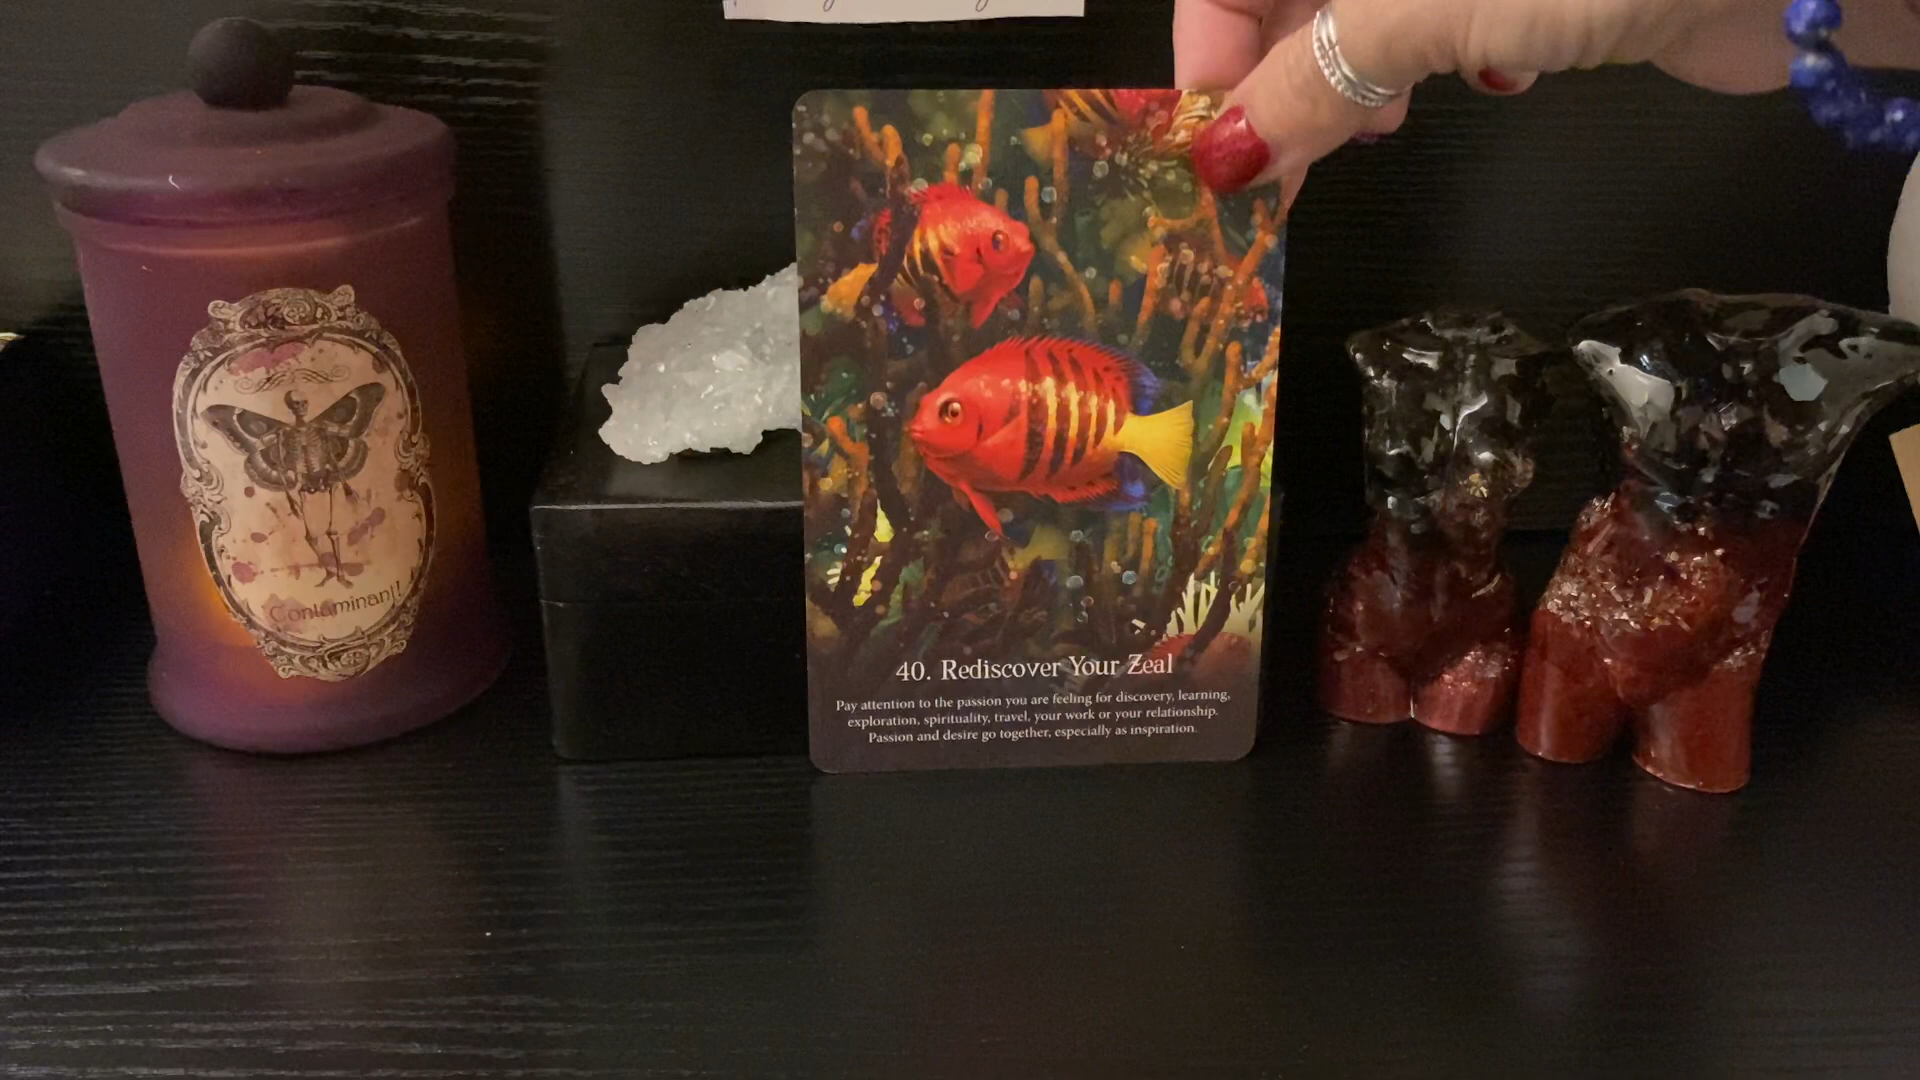 40. Rediscover Your Zeal
Pay attention to the passion you are feeling for discovery, learning,
exploration, spirituality, travel, your work or your relationship.
Passion and desire go together, especially as inspiration.
Contaminant!